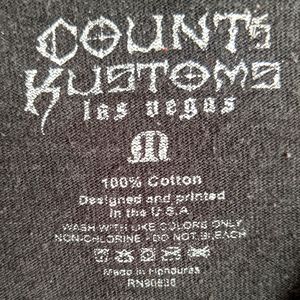 COUNT'S
KUSTOMS
las vegas
M
100% Cotton
Designed and printed
in the U.S.A
WASH WITH LIKE COLORS ONLY
NON-CHLORINE - DO NOT BLEACH
Made in Honduras